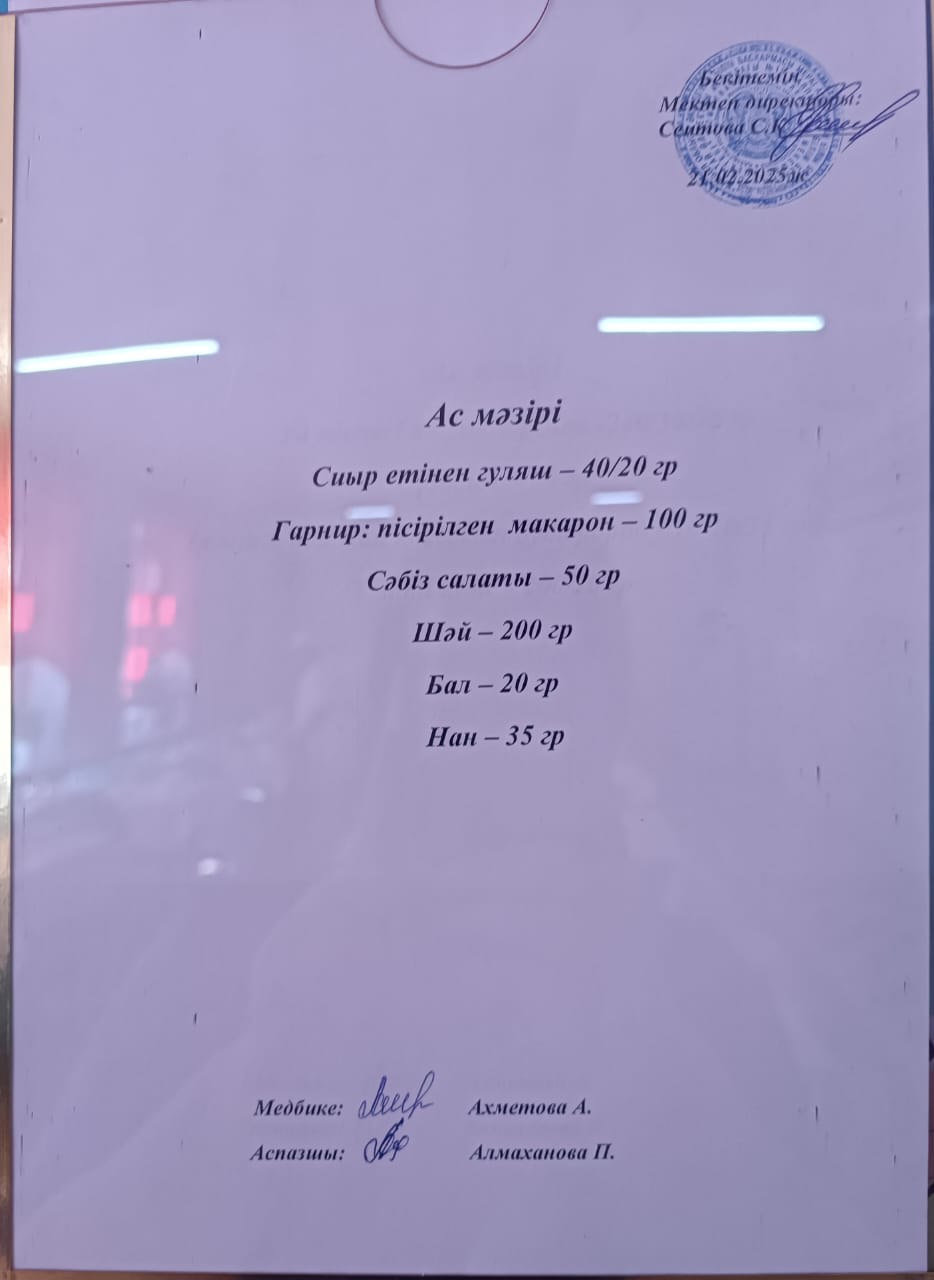 Бекітемін
Мектеп директоры:
Сеитова С.К
21.02.2025жс
Ас мәзірі
Сиыр етінен гуляш – 40/20 гр
Гарнир: пісірілген макарон – 100 гр
Сәбіз салаты – 50 гр
Шәй – 200 гр
Бал – 20 гр
Нан – 35 гр
Медбике: Ахметова А.
Аспазшы: Алмаханова П.